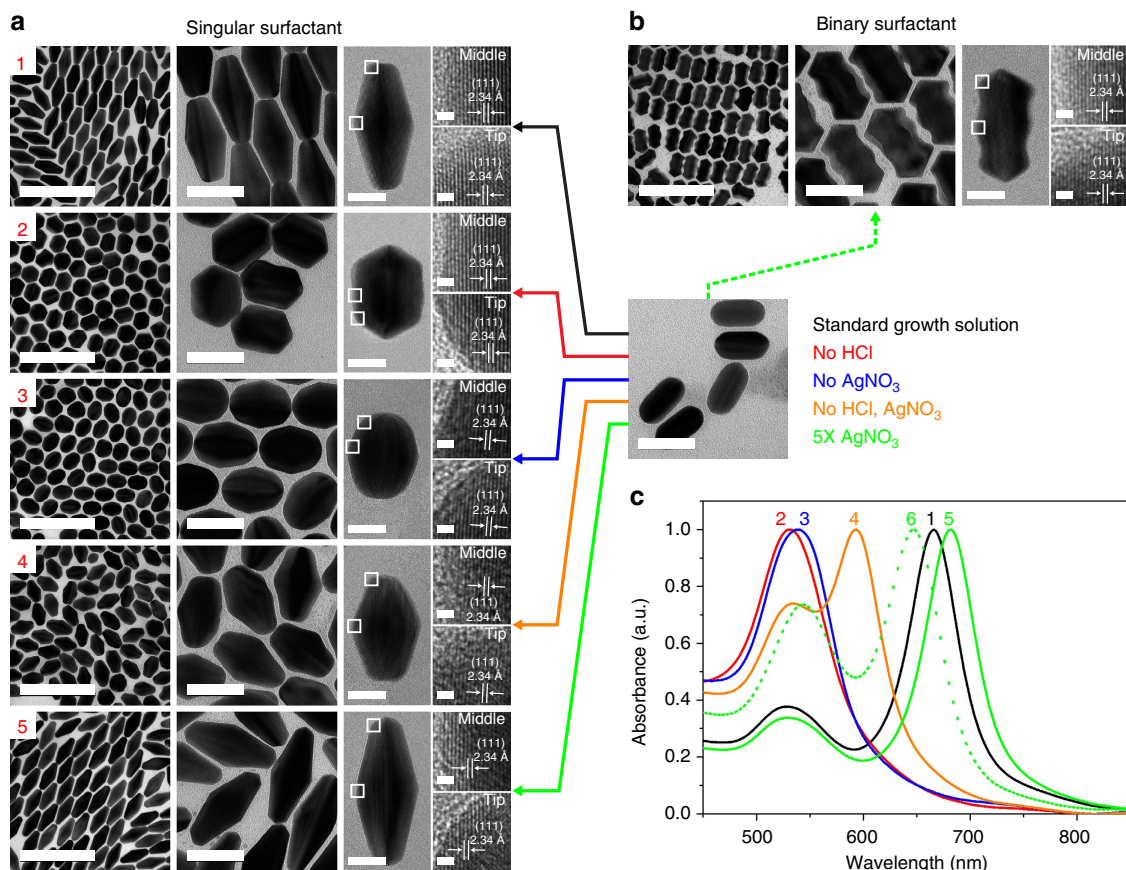 a
Singular surfactant
1
Middle
(111)
2.34 Å
Tip
(111)
2.34 Å
2
Middle
(111)
2.34 Å
Tip
(111)
2.34 Å
3
Middle
(111)
2.34 Å
Tip
(111)
2.34 Å
4
Middle
(111)
2.34 Å
Tip
(111)
2.34 Å
5
Middle
(111)
2.34 Å
Tip
(111)
2.34 Å
b
Binary surfactant
Middle
(111)
2.34 Å
Tip
(111)
2.34 Å
Standard growth solution
No HCl
No AgNO₃
No HCl, AgNO₃
5X AgNO₃
c
2 3 4 6 1 5
1.0
0.8
0.6
0.4
0.2
0.0
Absorbance (a.u.)
500 600 700 800
Wavelength (nm)